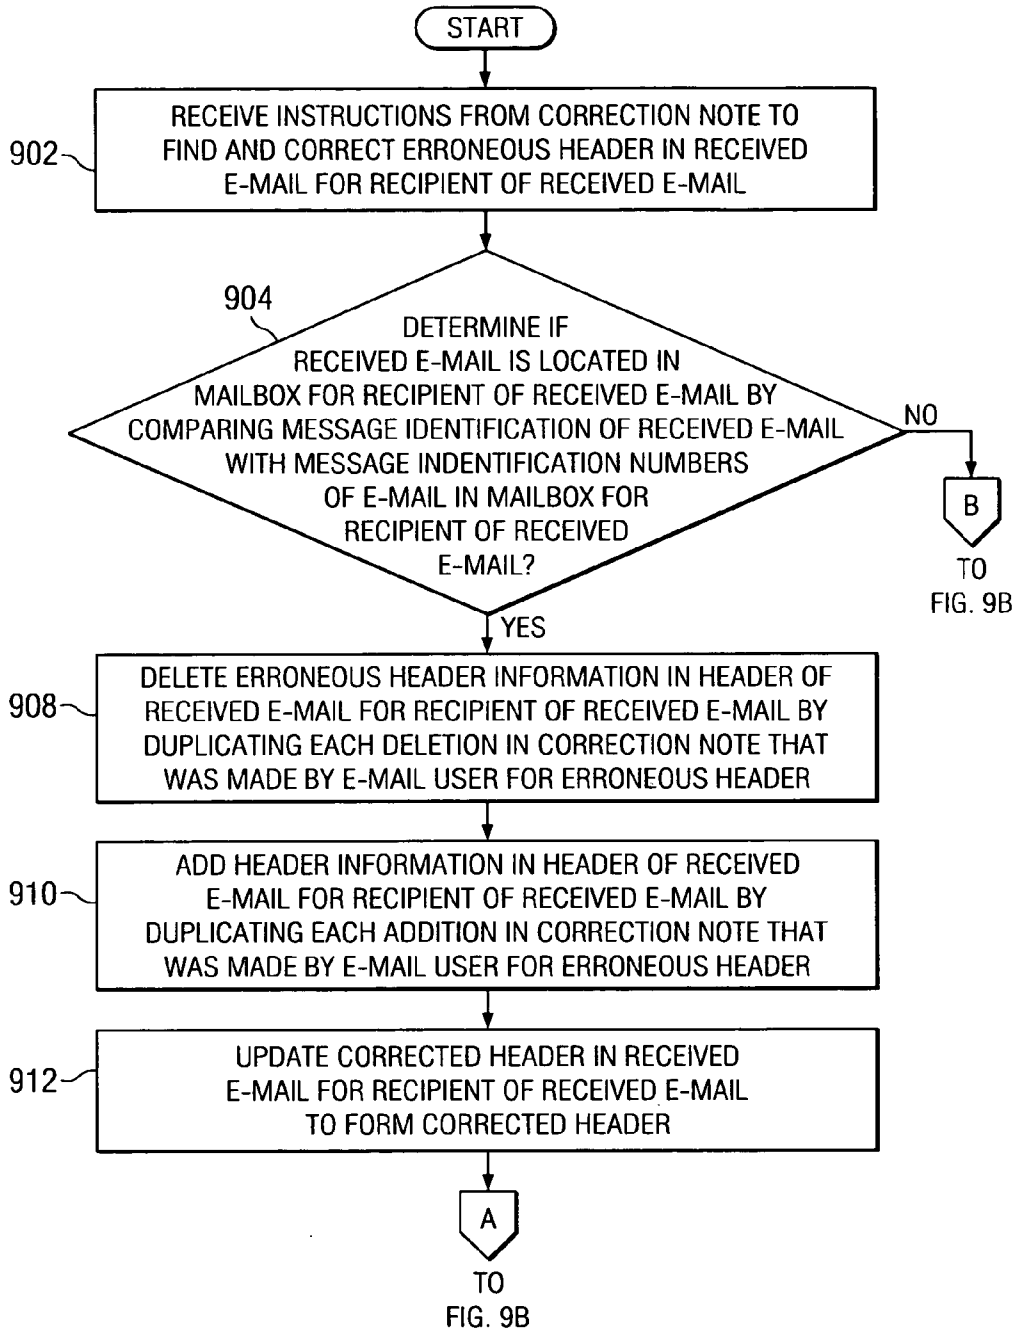 START
902
RECEIVE INSTRUCTIONS FROM CORRECTION NOTE TO
FIND AND CORRECT ERRONEOUS HEADER IN RECEIVED
E-MAIL FOR RECIPIENT OF RECEIVED E-MAIL
904
DETERMINE IF
RECEIVED E-MAIL IS LOCATED IN
MAILBOX FOR RECIPIENT OF RECEIVED E-MAIL BY
COMPARING MESSAGE IDENTIFICATION OF RECEIVED E-MAIL
WITH MESSAGE INDENTIFICATION NUMBERS
OF E-MAIL IN MAILBOX FOR
RECIPIENT OF RECEIVED
E-MAIL?
NO
B
TO
FIG. 9B
YES
908
DELETE ERRONEOUS HEADER INFORMATION IN HEADER OF
RECEIVED E-MAIL FOR RECIPIENT OF RECEIVED E-MAIL BY
DUPLICATING EACH DELETION IN CORRECTION NOTE THAT
WAS MADE BY E-MAIL USER FOR ERRONEOUS HEADER
910
ADD HEADER INFORMATION IN HEADER OF RECEIVED
E-MAIL FOR RECIPIENT OF RECEIVED E-MAIL BY
DUPLICATING EACH ADDITION IN CORRECTION NOTE THAT
WAS MADE BY E-MAIL USER FOR ERRONEOUS HEADER
912
UPDATE CORRECTED HEADER IN RECEIVED
E-MAIL FOR RECIPIENT OF RECEIVED E-MAIL
TO FORM CORRECTED HEADER
A
TO
FIG. 9B